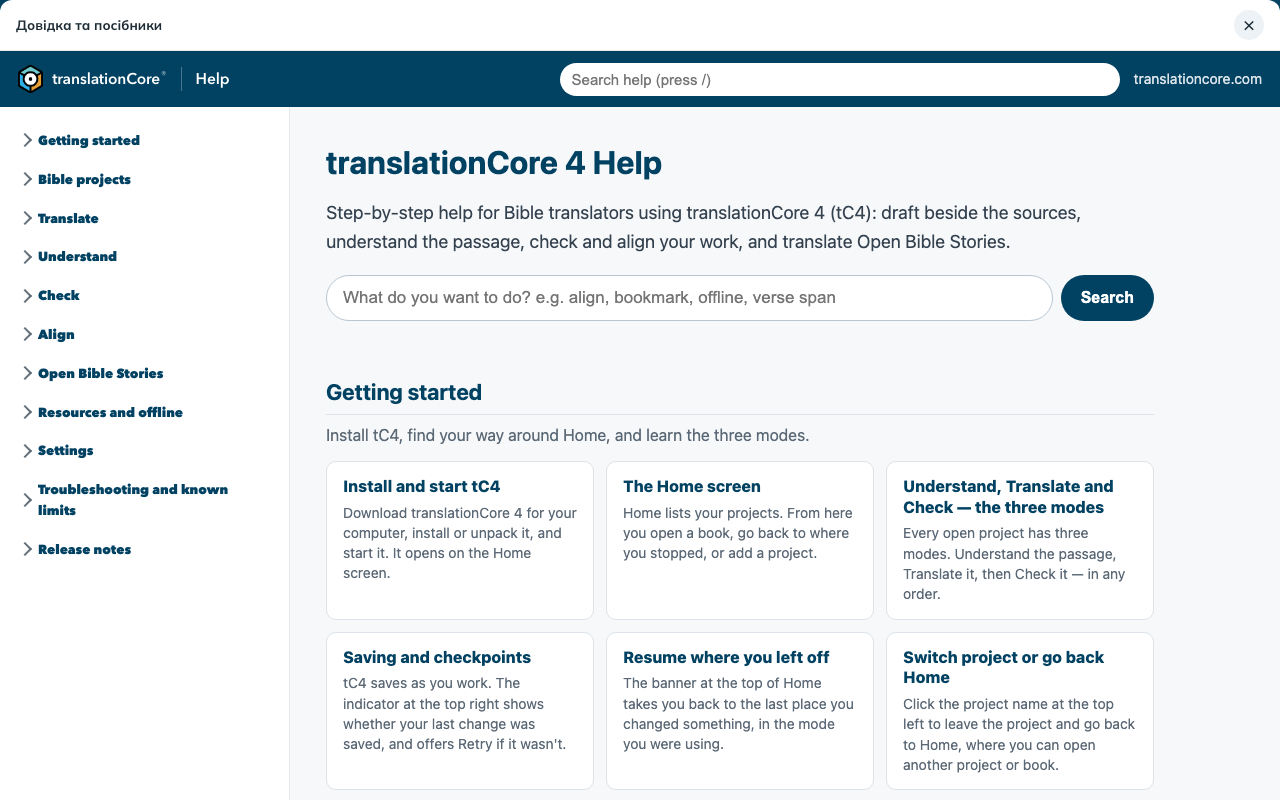 Довідка та посібники
translationCore® Help
Search help (press /)
translationcore.com
Getting started
Bible projects
Translate
Understand
Check
Align
Open Bible Stories
Resources and offline
Settings
Troubleshooting and known
limits
Release notes
translationCore 4 Help
Step-by-step help for Bible translators using translationCore 4 (tC4): draft beside the sources,
understand the passage, check and align your work, and translate Open Bible Stories.
What do you want to do? e.g. align, bookmark, offline, verse span
Search
Getting started
Install tC4, find your way around Home, and learn the three modes.
Install and start tC4
Download translationCore 4 for your
computer, install or unpack it, and
start it. It opens on the Home
screen.
The Home screen
Home lists your projects. From here
you open a book, go back to where
you stopped, or add a project.
Understand, Translate and
Check — the three modes
Every open project has three
modes. Understand the passage,
Translate it, then Check it — in any
order.
Saving and checkpoints
tC4 saves as you work. The
indicator at the top right shows
whether your last change was
saved, and offers Retry if it wasn't.
Resume where you left off
The banner at the top of Home
takes you back to the last place you
changed something, in the mode
you were using.
Switch project or go back
Home
Click the project name at the top
left to leave the project and go back
to Home, where you can open
another project or book.